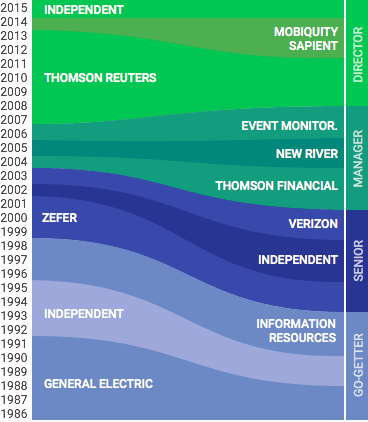 2015
2014
2013
2012
2011
2010
2009
2008
2007
2006
2005
2004
2003
2002
2001
2000
1999
1998
1997
1996
1995
1994
1993
1992
1991
1990
1989
1988
1987
1986
INDEPENDENT
MOBIQUITY
SAPIENT
THOMSON REUTERS
EVENT MONITOR.
NEW RIVER
THOMSON FINANCIAL
ZEFER
VERIZON
INDEPENDENT
INDEPENDENT
INFORMATION
RESOURCES
GENERAL ELECTRIC
DIRECTOR
MANAGER
SENIOR
GO-GETTER